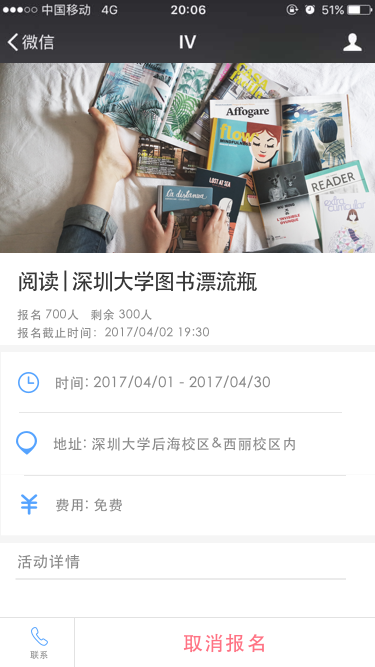 中国移动 4G 20:06 51%
微信 IV
CASA
FACILE
Affogare
flow
MINDFULNESS
LOST AT SEA
la distanza
READER
阅读|深圳大学图书漂流瓶
报名 700人 剩余 300人
报名截止时间：2017/04/02 19:30
时间: 2017/04/01 - 2017/04/30
地址: 深圳大学后海校区&西丽校区内
费用: 免费
活动详情
联系
取消报名